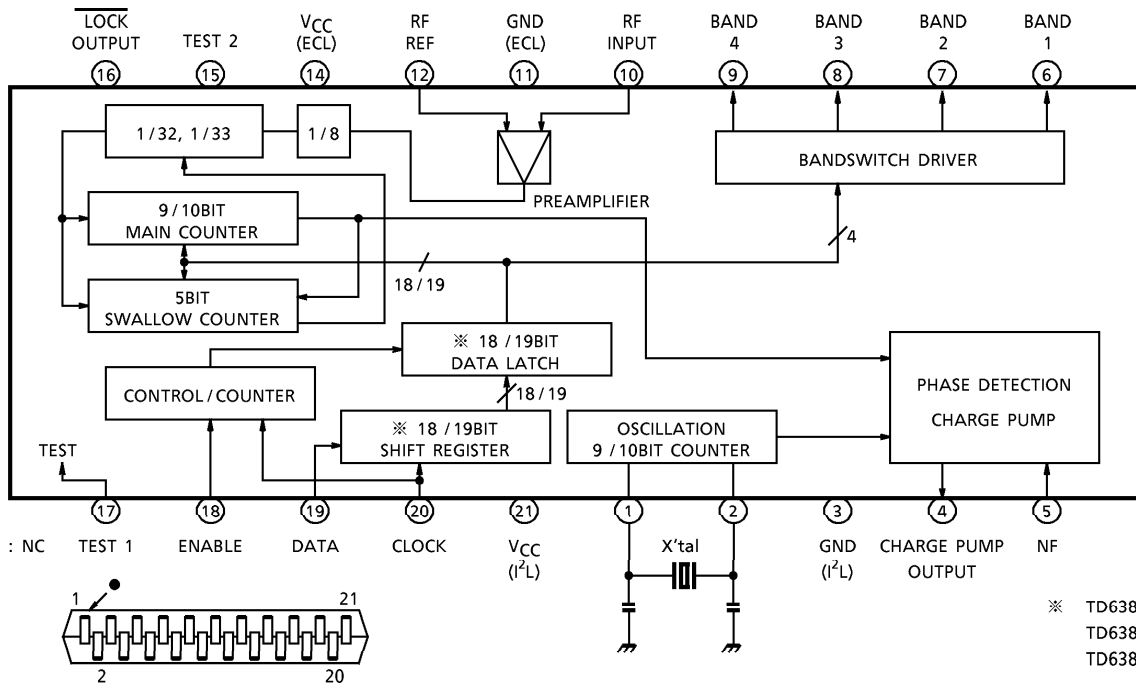 LOCK
OUTPUT
TEST 2
VCC
(ECL)
RF
REF
GND
(ECL)
RF
INPUT
BAND
4
BAND
3
BAND
2
BAND
1
16
15
14
12
11
10
9
8
7
6
1/32, 1/33
1/8
PREAMPLIFIER
BANDSWITCH DRIVER
9/10BIT
MAIN COUNTER
4
18/19
5BIT
SWALLOW COUNTER
※ 18/19BIT
DATA LATCH
18/19
CONTROL/COUNTER
※ 18/19BIT
SHIFT REGISTER
OSCILLATION
9/10BIT COUNTER
PHASE DETECTION
CHARGE PUMP
TEST
17
18
19
20
21
1
2
3
4
5
: NC
TEST 1
ENABLE
DATA
CLOCK
VCC
(I²L)
X'tal
GND
(I²L)
CHARGE PUMP
OUTPUT
NF
1
21
2
20
※ TD638
TD638
TD638